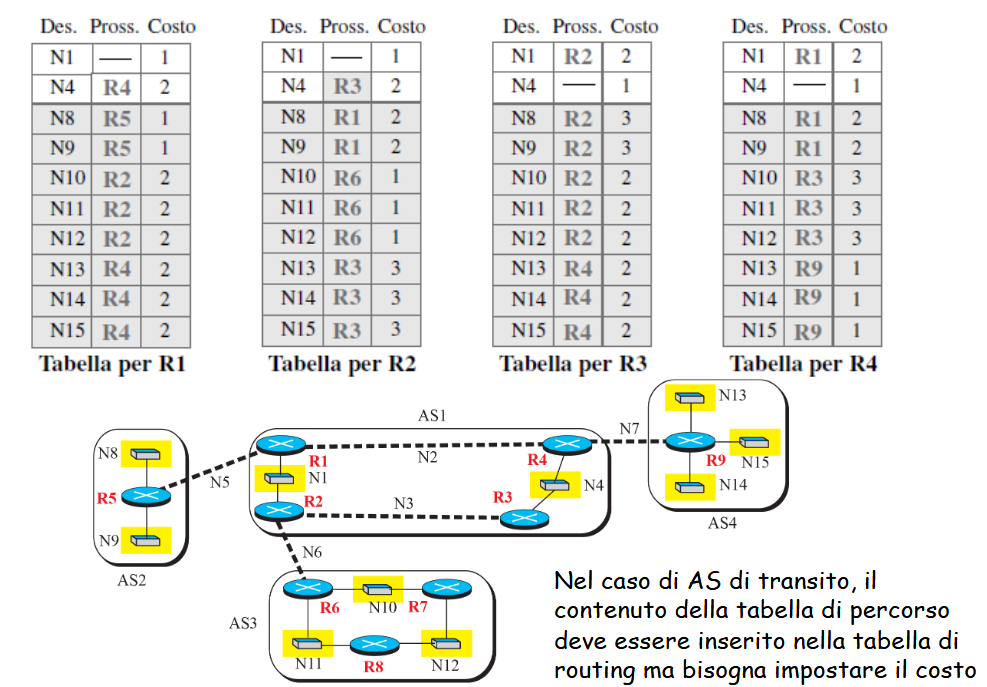 Des. Pross. Costo Des. Pross. Costo Des. Pross. Costo Des. Pross. Costo
N1 — 1 N1 — 1 N1 R2 2 N1 R1 2
N4 R4 2 N4 R3 2 N4 — 1 N4 — 1
N8 R5 1 N8 R1 2 N8 R2 3 N8 R1 2
N9 R5 1 N9 R1 2 N9 R2 3 N9 R1 2
N10 R2 2 N10 R6 1 N10 R2 2 N10 R3 3
N11 R2 2 N11 R6 1 N11 R2 2 N11 R3 3
N12 R2 2 N12 R6 1 N12 R2 2 N12 R3 3
N13 R4 2 N13 R3 3 N13 R4 2 N13 R9 1
N14 R4 2 N14 R3 3 N14 R4 2 N14 R9 1
N15 R4 2 N15 R3 3 N15 R4 2 N15 R9 1
Tabella per R1 Tabella per R2 Tabella per R3 Tabella per R4
N13
AS1
N7
N8 R1 N2 R4 R9 N15
R5 N5 N1 N4 N14
R2 N3 R3
N9 AS4
AS2
N6
R6 N10 R7
AS3
N11 R8 N12
Nel caso di AS di transito, il
contenuto della tabella di percorso
deve essere inserito nella tabella di
routing ma bisogna impostare il costo